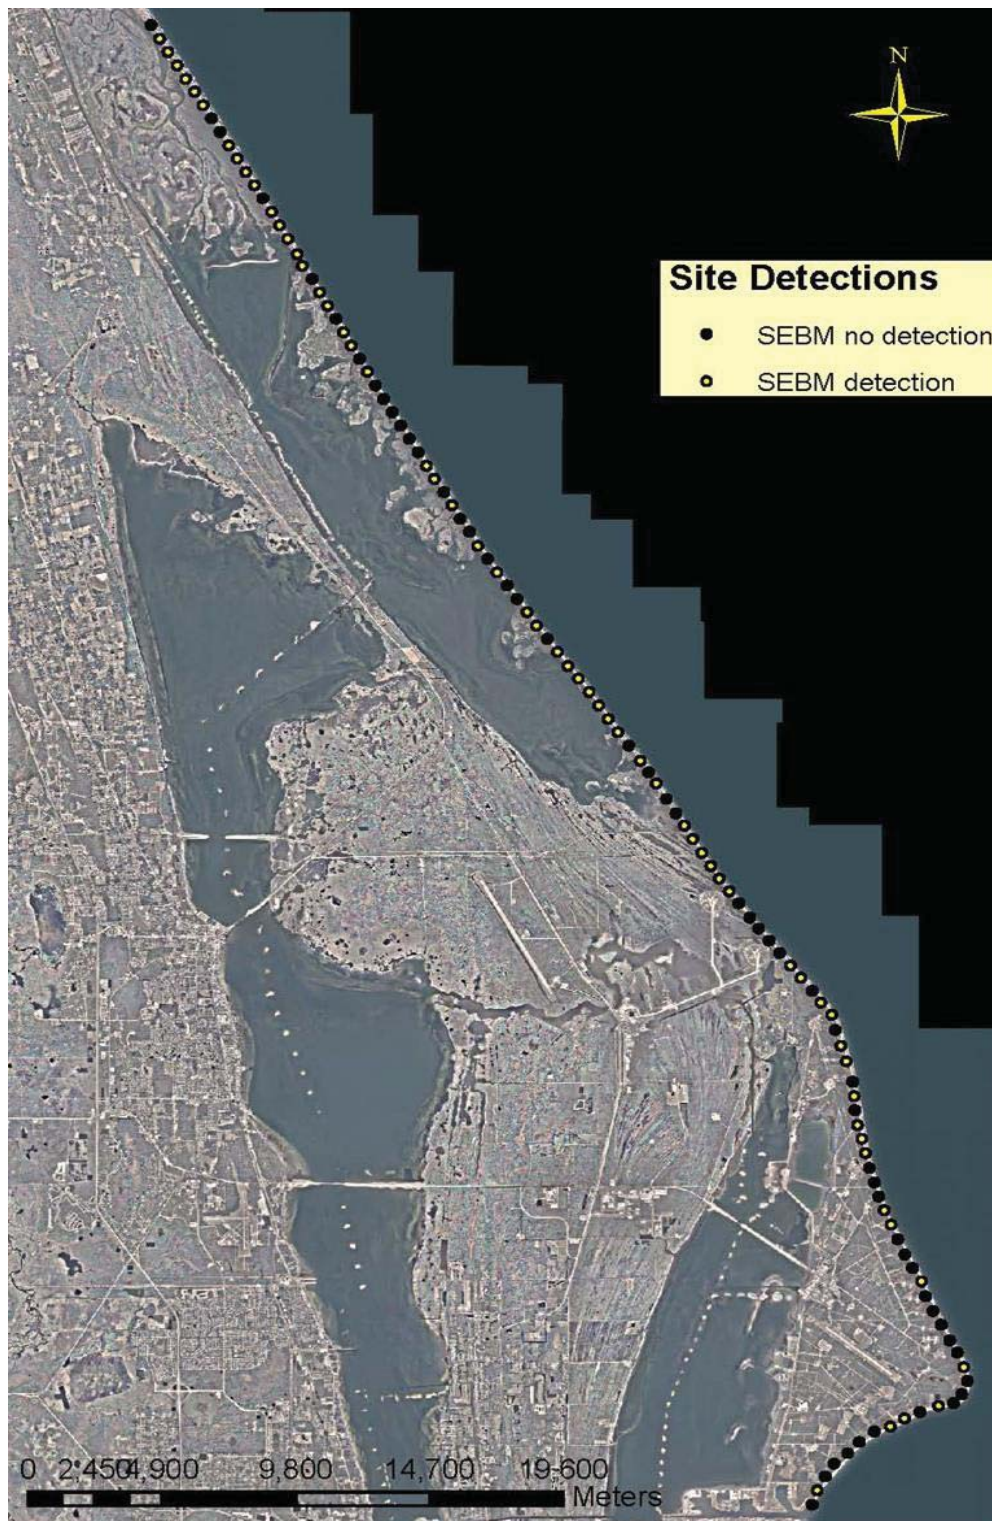 N
Site Detections
SEBM no detection
SEBM detection
0 2,450 4,900 9,800 14,700 19,600
Meters